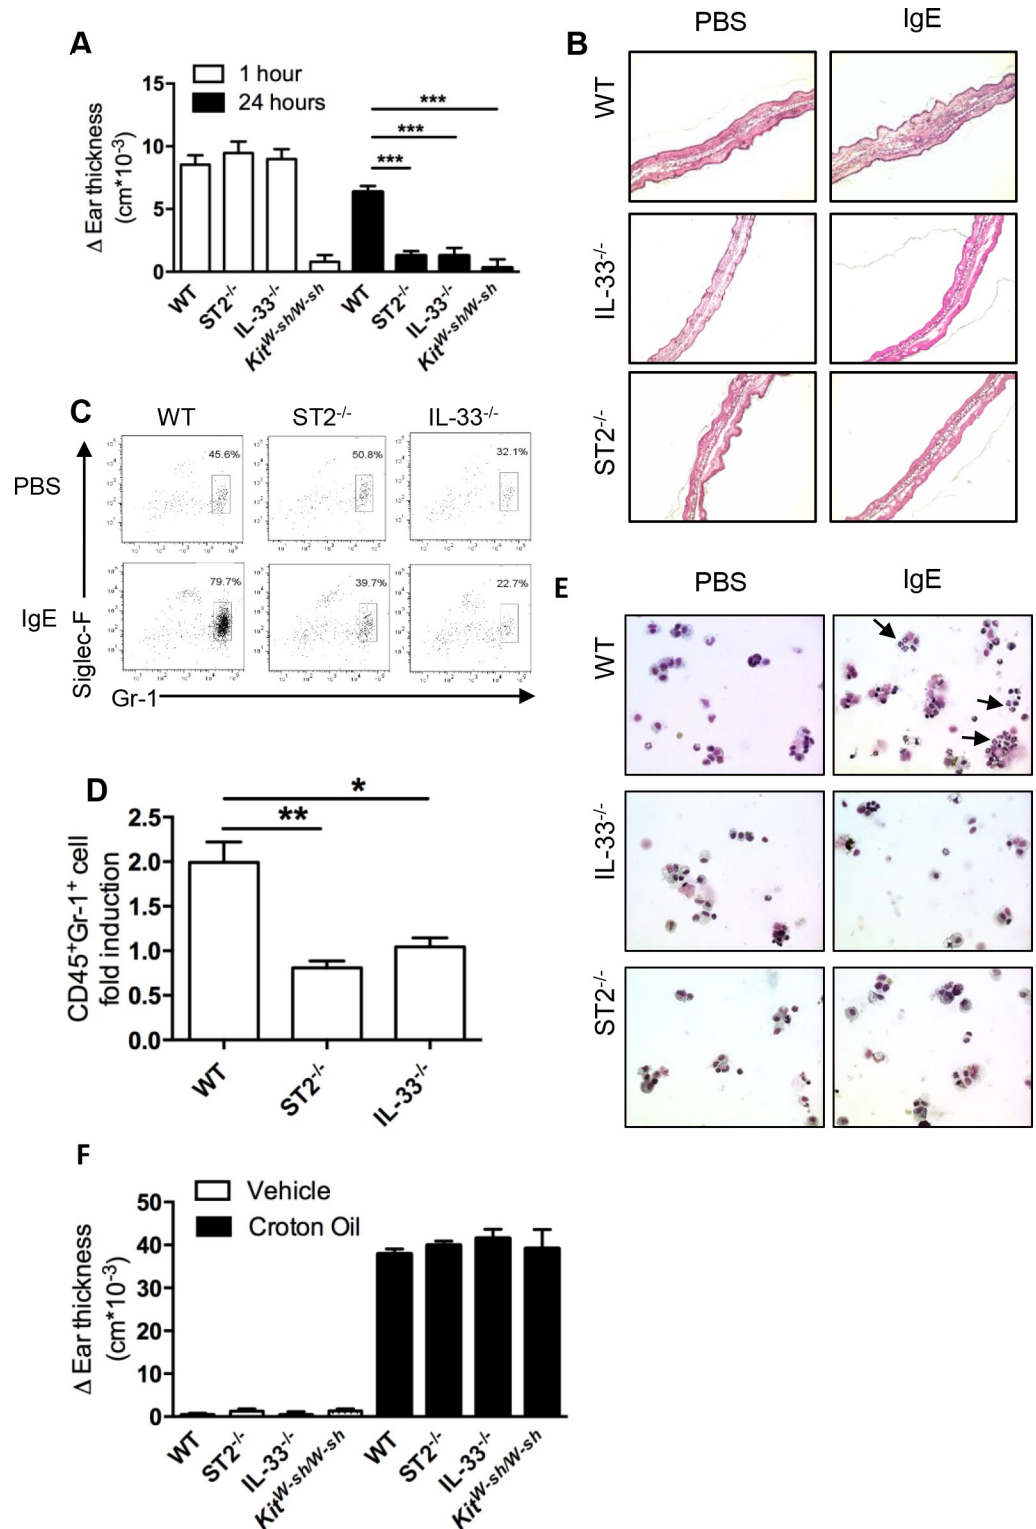 A
1 hour
24 hours
***
***
***
Δ Ear thickness
(cm*10-3)
15
10
5
0
WT
ST2-/-
IL-33-/-
KitW-sh/W-sh
WT
ST2-/-
IL-33-/-
KitW-sh/W-sh
B
PBS
IgE
WT
IL-33-/-
ST2-/-
C
WT
ST2-/-
IL-33-/-
PBS
45.6%
50.8%
32.1%
IgE
79.7%
39.7%
22.7%
Siglec-F
Gr-1
D
*
**
CD45+Gr-1+ cell
fold induction
2.5
2.0
1.5
1.0
0.5
0.0
WT
ST2-/-
IL-33-/-
E
PBS
IgE
WT
IL-33-/-
ST2-/-
F
Vehicle
Croton Oil
Δ Ear thickness
(cm*10-3)
50
40
30
20
10
0
WT
ST2-/-
IL-33-/-
KitW-sh/W-sh
WT
ST2-/-
IL-33-/-
KitW-sh/W-sh